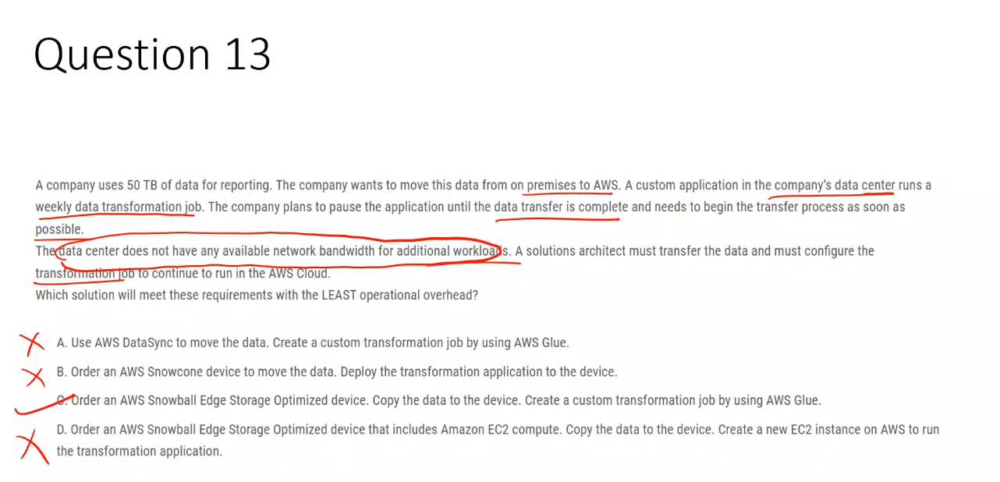 Question 13
A company uses 50 TB of data for reporting. The company wants to move this data from on premises to AWS. A custom application in the company's data center runs a
weekly data transformation job. The company plans to pause the application until the data transfer is complete and needs to begin the transfer process as soon as
possible.
The data center does not have any available network bandwidth for additional workloads. A solutions architect must transfer the data and must configure the
transformation job to continue to run in the AWS Cloud.
Which solution will meet these requirements with the LEAST operational overhead?
A. Use AWS DataSync to move the data. Create a custom transformation job by using AWS Glue.
B. Order an AWS Snowcone device to move the data. Deploy the transformation application to the device.
C. Order an AWS Snowball Edge Storage Optimized device. Copy the data to the device. Create a custom transformation job by using AWS Glue.
D. Order an AWS Snowball Edge Storage Optimized device that includes Amazon EC2 compute. Copy the data to the device. Create a new EC2 instance on AWS to run
the transformation application.